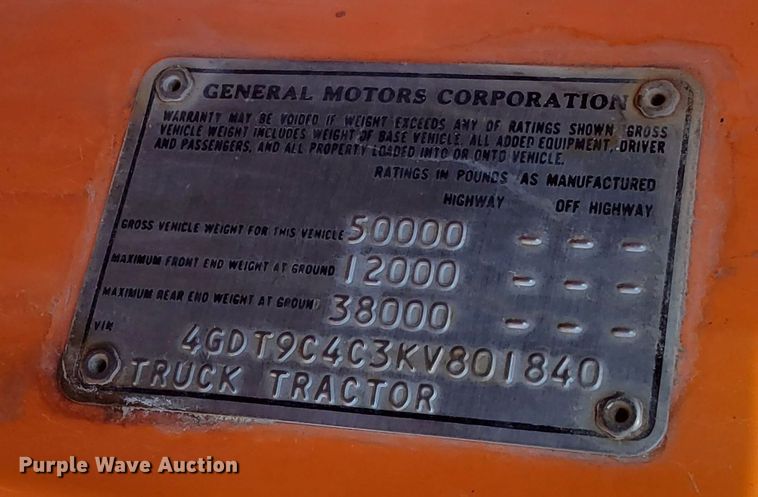 GENERAL MOTORS CORPORATION
WARRANTY MAY BE VOIDED IF WEIGHT EXCEEDS ANY OF RATINGS SHOWN. GROSS
VEHICLE WEIGHT INCLUDES WEIGHT OF BASE VEHICLE, ALL ADDED EQUIPMENT, DRIVER
AND PASSENGERS, AND ALL PROPERTY LOADED INTO OR ONTO VEHICLE.
RATINGS IN POUNDS AS MANUFACTURED
HIGHWAY OFF HIGHWAY
GROSS VEHICLE WEIGHT FOR THIS VEHICLE 50000 - - -
MAXIMUM FRONT END WEIGHT AT GROUND 12000 - - -
MAXIMUM REAR END WEIGHT AT GROUND 38000 - - -
VIN 4GDT9C4C3KV801840
TRUCK TRACTOR
Purple Wave Auction